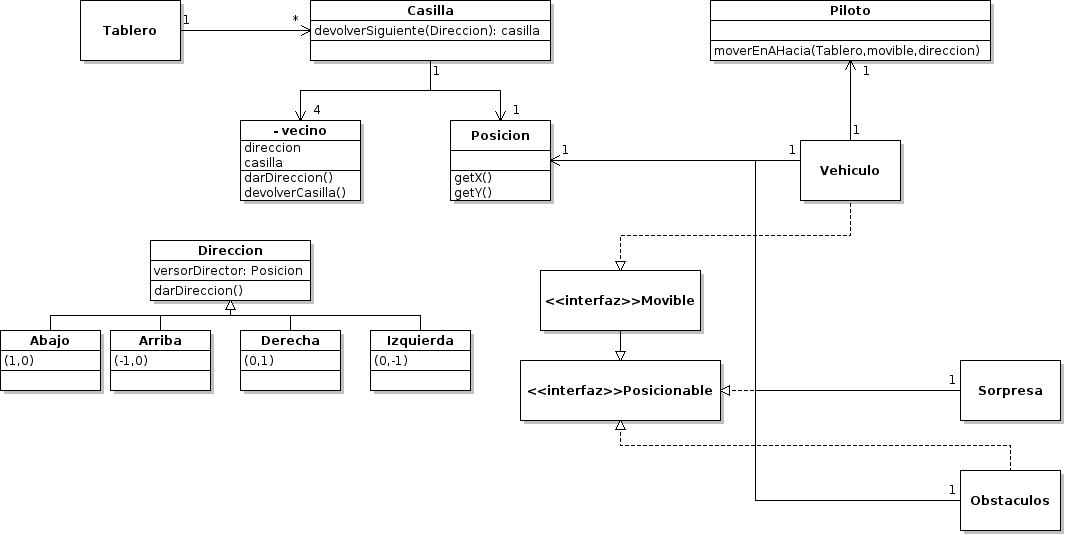 Tablero
1
*
Casilla
devolverSiguiente(Direccion): casilla
1
4
1
Piloto
moverEnAHacia(Tablero,movible,direccion)
1
1
- vecino
direccion
casilla
darDireccion()
devolverCasilla()
Posicion
getX()
getY()
1
1
Vehiculo
Direccion
versorDirector: Posicion
darDireccion()
Abajo
(1,0)
Arriba
(-1,0)
Derecha
(0,1)
Izquierda
(0,-1)
<<interfaz>>Movible
<<interfaz>>Posicionable
1
Sorpresa
1
Obstaculos